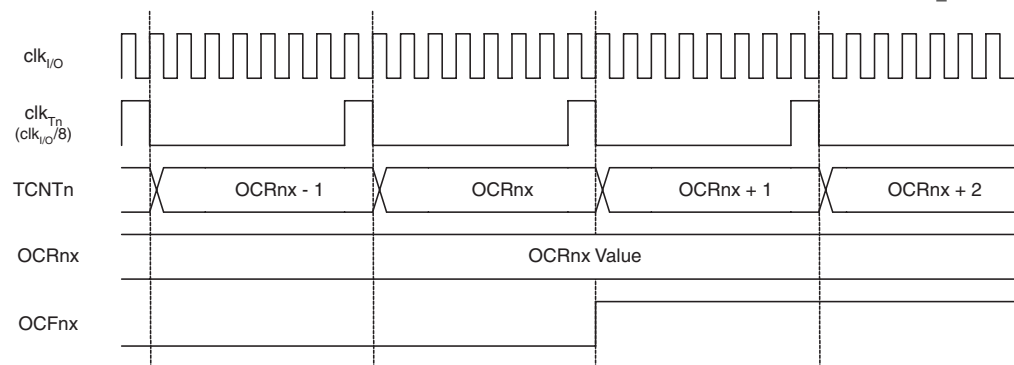 clkI/O
clkTn
(clkI/O/8)
TCNTn OCRnx - 1 OCRnx OCRnx + 1 OCRnx + 2
OCRnx OCRnx Value
OCFnx